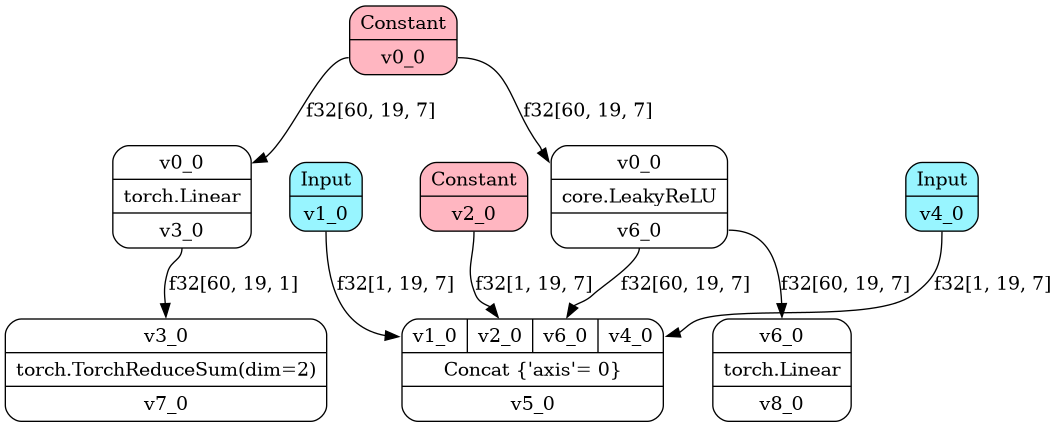 Constant
v0_0
f32[60, 19, 7]
f32[60, 19, 7]
v0_0
torch.Linear
v3_0
Input
v1_0
Constant
v2_0
v0_0
core.LeakyReLU
v6_0
Input
v4_0
f32[60, 19, 1]
f32[1, 19, 7]
f32[1, 19, 7]
f32[60, 19, 7]
f32[60, 19, 7]
f32[1, 19, 7]
v3_0
torch.TorchReduceSum(dim=2)
v7_0
v1_0 v2_0 v6_0 v4_0
Concat {'axis'= 0}
v5_0
v6_0
torch.Linear
v8_0